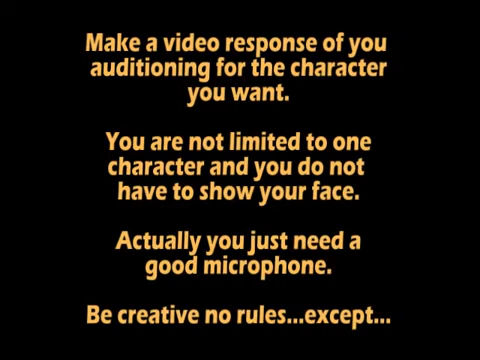 Make a video response of you
auditioning for the character
you want.
You are not limited to one
character and you do not
have to show your face.
Actually you just need a
good microphone.
Be creative no rules...except...